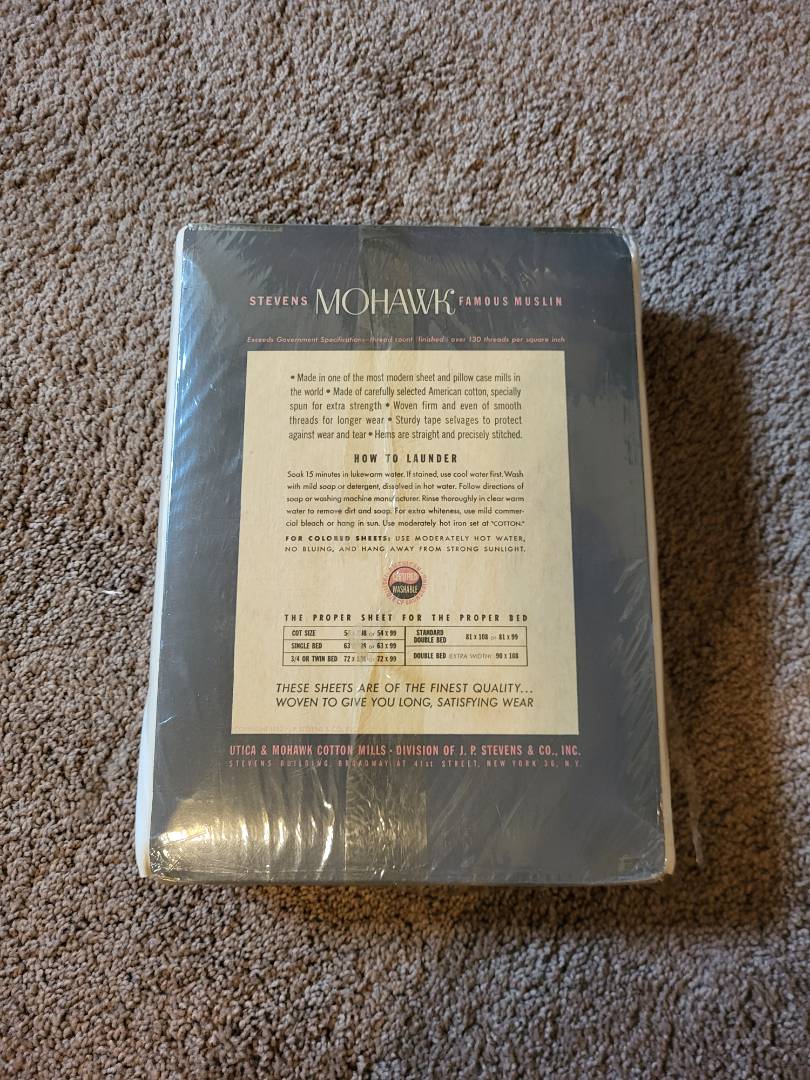 STEVENS MOHAWK FAMOUS MUSLIN
Exceeds Government Specifications—thread count (finished) over 130 threads per square inch
• Made in one of the most modern sheet and pillow case mills in
the world • Made of carefully selected American cotton, specially
spun for extra strength • Woven firm and even of smooth
threads for longer wear • Sturdy tape selvages to protect
against wear and tear • Hems are straight and precisely stitched.
HOW TO LAUNDER
Soak 15 minutes in lukewarm water. If stained, use cool water first. Wash
with mild soap or detergent, dissolved in hot water. Follow directions of
soap or washing machine manufacturer. Rinse thoroughly in clear warm
water to remove dirt and soap. For extra whiteness, use mild commer-
cial bleach or hang in sun. Use moderately hot iron set at "COTTON."
FOR COLORED SHEETS: USE MODERATELY HOT WATER,
NO BLUING, AND HANG AWAY FROM STRONG SUNLIGHT.
WASHABLE
THE PROPER SHEET FOR THE PROPER BED
COT SIZE or 54 x 99 STANDARD DOUBLE BED 81 x 108 or 81 x 99
SINGLE BED 63 or 63 x 99
3/4 OR TWIN BED 72 x or 72 x 99 DOUBLE BED EXTRA WIDTH 90 x 108
THESE SHEETS ARE OF THE FINEST QUALITY...
WOVEN TO GIVE YOU LONG, SATISFYING WEAR
UTICA & MOHAWK COTTON MILLS · DIVISION OF J. P. STEVENS & CO., INC.
STEVENS BUILDING, BROADWAY AT 41st STREET, NEW YORK 36, N.Y.